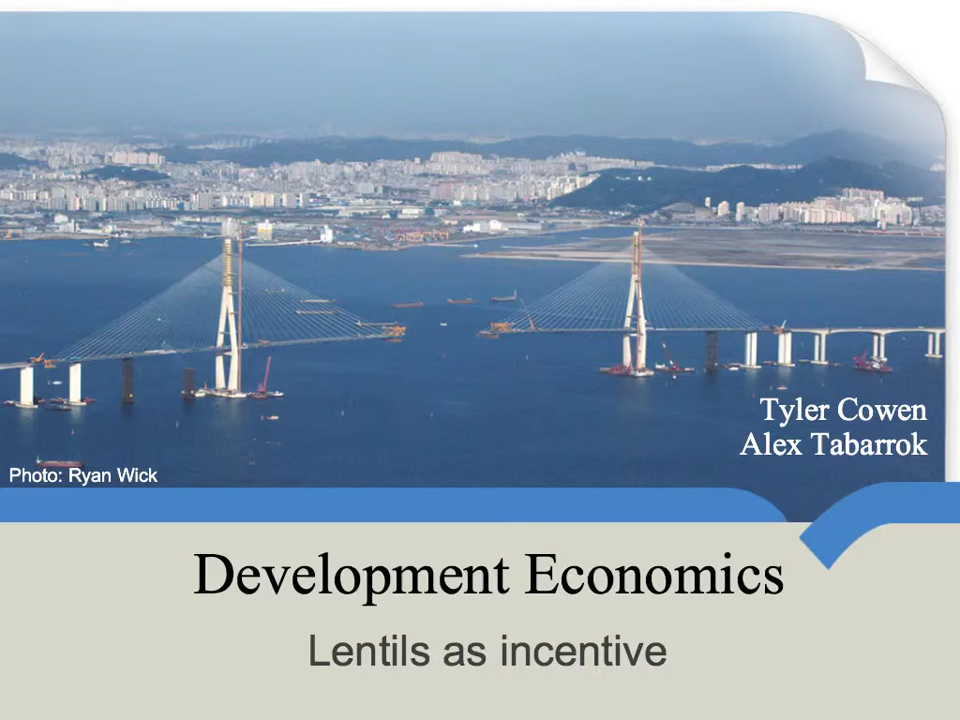 Tyler Cowen
Alex Tabarrok
Photo: Ryan Wick
Development Economics
Lentils as incentive